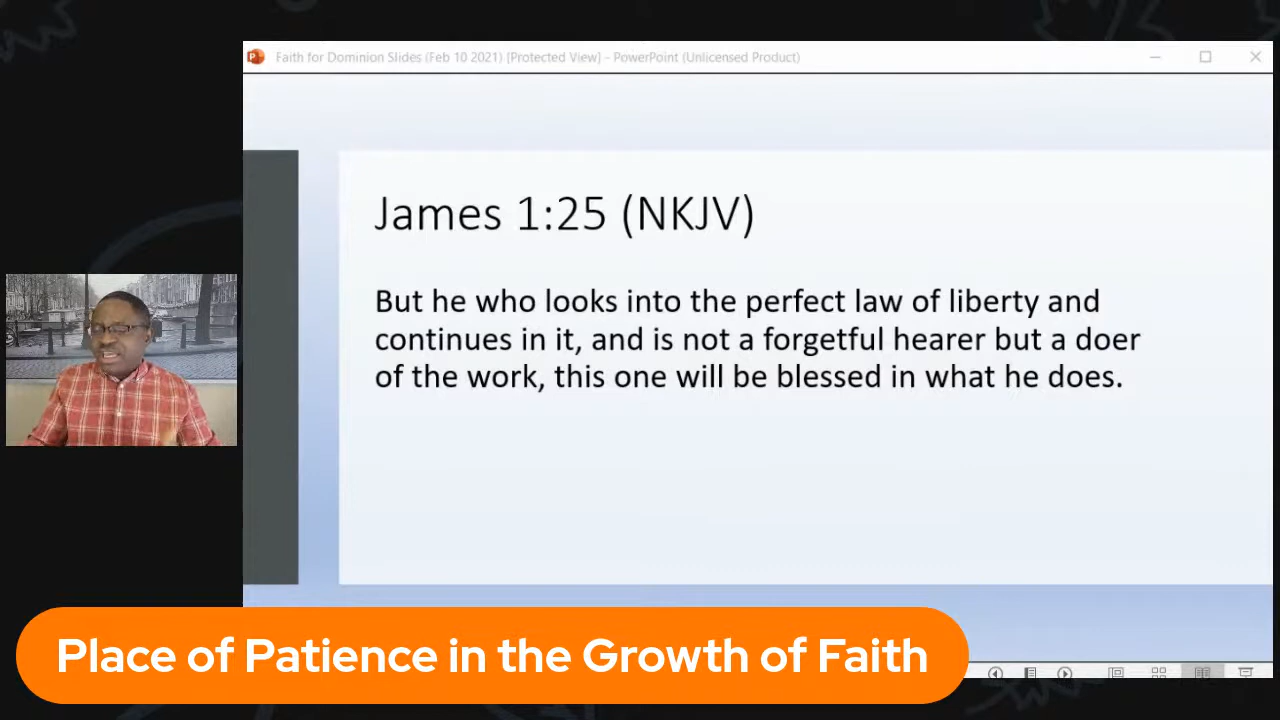 Faith for Dominion Slides (Feb 10 2021) [Protected View] - PowerPoint (Unlicensed Product)
James 1:25 (NKJV)
But he who looks into the perfect law of liberty and
continues in it, and is not a forgetful hearer but a doer
of the work, this one will be blessed in what he does.
Place of Patience in the Growth of Faith